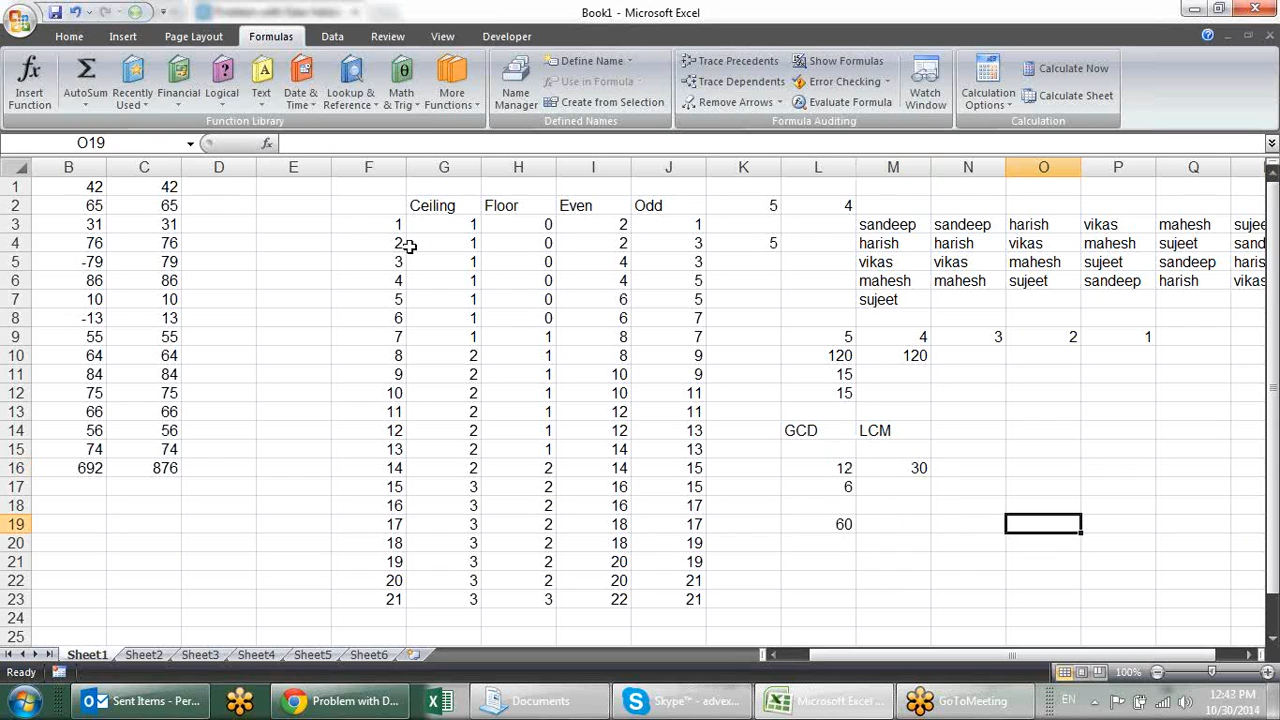 Book1 - Microsoft Excel
Home Insert Page Layout Formulas Data Review View Developer
Insert Function
AutoSum
Recently Used
Financial
Logical
Text
Date & Time
Lookup & Reference
Math & Trig
More Functions
Function Library
Name Manager
Define Name
Use in Formula
Create from Selection
Defined Names
Trace Precedents
Trace Dependents
Remove Arrows
Show Formulas
Error Checking
Evaluate Formula
Formula Auditing
Watch Window
Calculation Options
Calculate Now
Calculate Sheet
Calculation
O19 fx
B C D E F G H I J K L M N O P Q
1 42 42
2 65 65 Ceiling Floor Even Odd 5 4
3 31 31 1 1 0 2 1 sandeep sandeep harish vikas mahesh sujee
4 76 76 2 1 0 2 3 5 harish harish vikas mahesh sujeet sand
5 -79 79 3 1 0 4 3 vikas vikas mahesh sujeet sandeep haris
6 86 86 4 1 0 4 5 mahesh mahesh sujeet sandeep harish vikas
7 10 10 5 1 0 6 5 sujeet
8 -13 13 6 1 0 6 7
9 55 55 7 1 1 8 7 5 4 3 2 1
10 64 64 8 2 1 8 9 120 120
11 84 84 9 2 1 10 9 15
12 75 75 10 2 1 10 11 15
13 66 66 11 2 1 12 11
14 56 56 12 2 1 12 13 GCD LCM
15 74 74 13 2 1 14 13
16 692 876 14 2 2 14 15 12 30
17 15 3 2 16 15 6
18 16 3 2 16 17
19 17 3 2 18 17 60
20 18 3 2 18 19
21 19 3 2 20 19
22 20 3 2 20 21
23 21 3 3 22 21
24
25
Sheet1 Sheet2 Sheet3 Sheet4 Sheet5 Sheet6
Ready 100%
Sent Items - Per... Problem with D... Documents Skype™ - advex... Microsoft Excel ... GoToMeeting EN 12:43 PM
10/30/2014